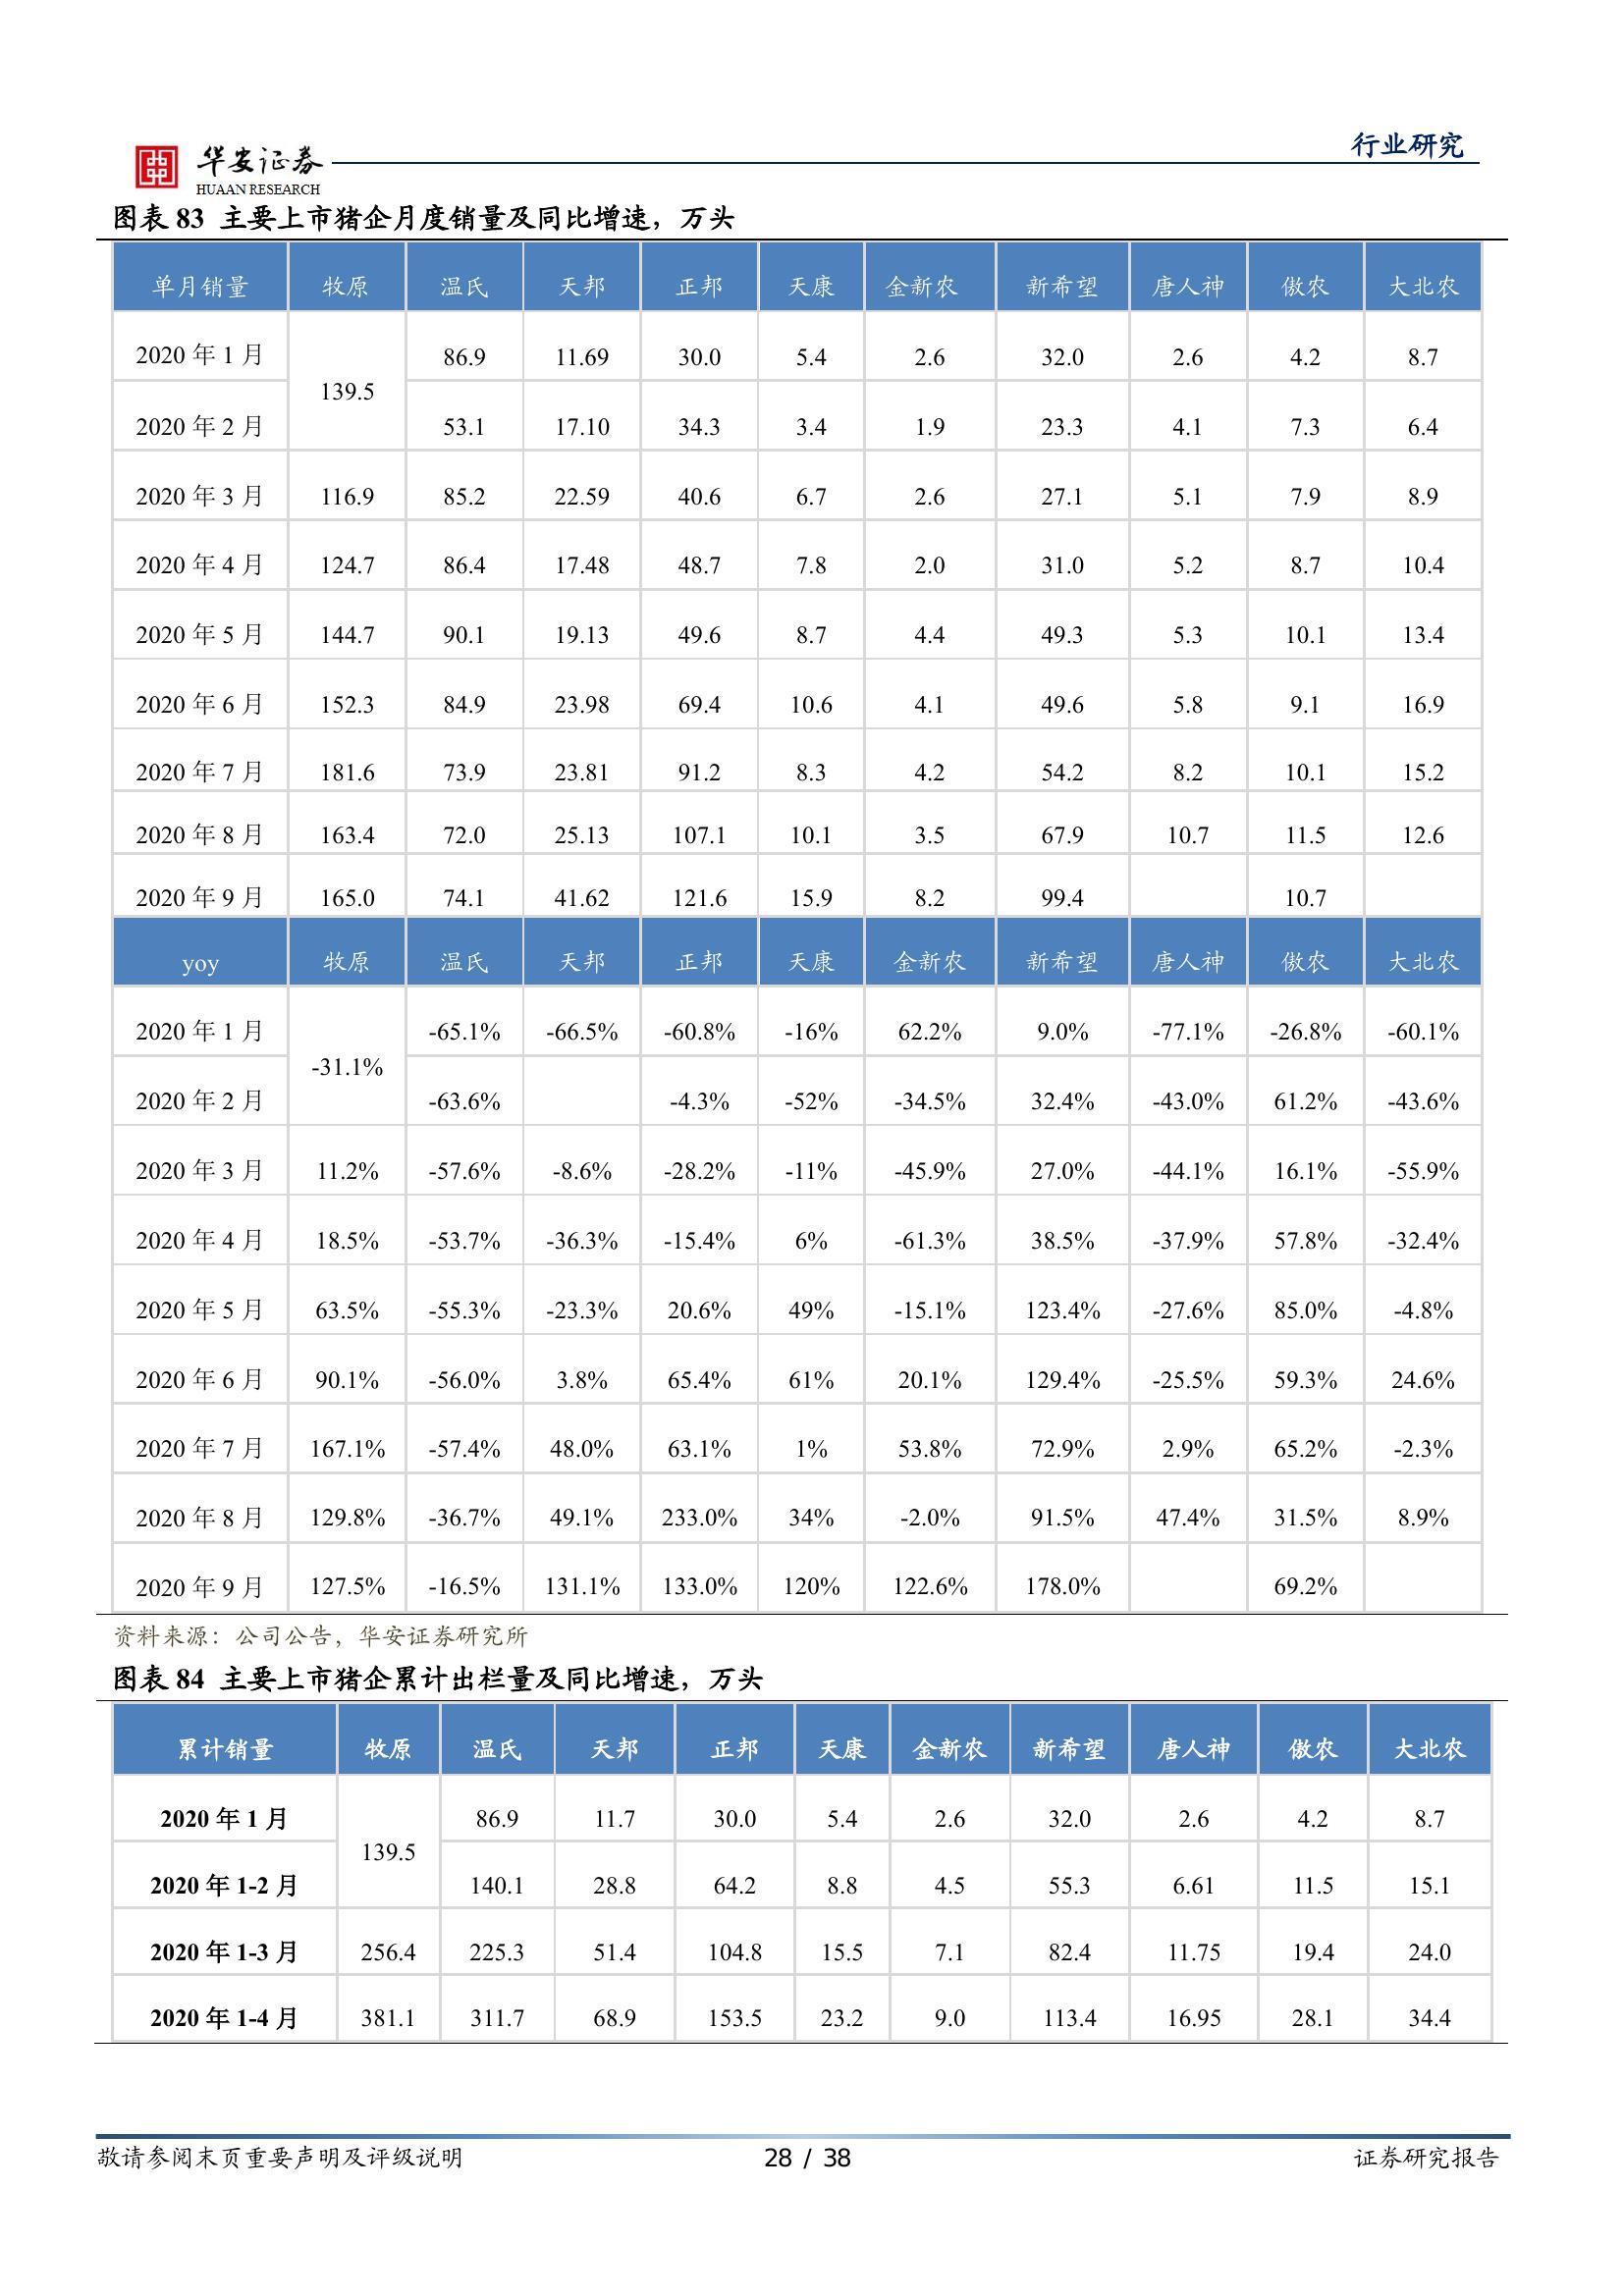 行业研究
华安证券
HUAAN RESEARCH
图表 83 主要上市猪企月度销量及同比增速，万头
单月销量 牧原 温氏 天邦 正邦 天康 金新农 新希望 唐人神 傲农 大北农
2020 年 1 月 139.5 86.9 11.69 30.0 5.4 2.6 32.0 2.6 4.2 8.7
2020 年 2 月 53.1 17.10 34.3 3.4 1.9 23.3 4.1 7.3 6.4
2020 年 3 月 116.9 85.2 22.59 40.6 6.7 2.6 27.1 5.1 7.9 8.9
2020 年 4 月 124.7 86.4 17.48 48.7 7.8 2.0 31.0 5.2 8.7 10.4
2020 年 5 月 144.7 90.1 19.13 49.6 8.7 4.4 49.3 5.3 10.1 13.4
2020 年 6 月 152.3 84.9 23.98 69.4 10.6 4.1 49.6 5.8 9.1 16.9
2020 年 7 月 181.6 73.9 23.81 91.2 8.3 4.2 54.2 8.2 10.1 15.2
2020 年 8 月 163.4 72.0 25.13 107.1 10.1 3.5 67.9 10.7 11.5 12.6
2020 年 9 月 165.0 74.1 41.62 121.6 15.9 8.2 99.4 10.7
yoy 牧原 温氏 天邦 正邦 天康 金新农 新希望 唐人神 傲农 大北农
2020 年 1 月 -31.1% -65.1% -66.5% -60.8% -16% 62.2% 9.0% -77.1% -26.8% -60.1%
2020 年 2 月 -63.6% -4.3% -52% -34.5% 32.4% -43.0% 61.2% -43.6%
2020 年 3 月 11.2% -57.6% -8.6% -28.2% -11% -45.9% 27.0% -44.1% 16.1% -55.9%
2020 年 4 月 18.5% -53.7% -36.3% -15.4% 6% -61.3% 38.5% -37.9% 57.8% -32.4%
2020 年 5 月 63.5% -55.3% -23.3% 20.6% 49% -15.1% 123.4% -27.6% 85.0% -4.8%
2020 年 6 月 90.1% -56.0% 3.8% 65.4% 61% 20.1% 129.4% -25.5% 59.3% 24.6%
2020 年 7 月 167.1% -57.4% 48.0% 63.1% 1% 53.8% 72.9% 2.9% 65.2% -2.3%
2020 年 8 月 129.8% -36.7% 49.1% 233.0% 34% -2.0% 91.5% 47.4% 31.5% 8.9%
2020 年 9 月 127.5% -16.5% 131.1% 133.0% 120% 122.6% 178.0% 69.2%
资料来源：公司公告，华安证券研究所
图表 84 主要上市猪企累计出栏量及同比增速，万头
累计销量 牧原 温氏 天邦 正邦 天康 金新农 新希望 唐人神 傲农 大北农
2020 年 1 月 139.5 86.9 11.7 30.0 5.4 2.6 32.0 2.6 4.2 8.7
2020 年 1-2 月 140.1 28.8 64.2 8.8 4.5 55.3 6.61 11.5 15.1
2020 年 1-3 月 256.4 225.3 51.4 104.8 15.5 7.1 82.4 11.75 19.4 24.0
2020 年 1-4 月 381.1 311.7 68.9 153.5 23.2 9.0 113.4 16.95 28.1 34.4
敬请参阅末页重要声明及评级说明 28 / 38 证券研究报告